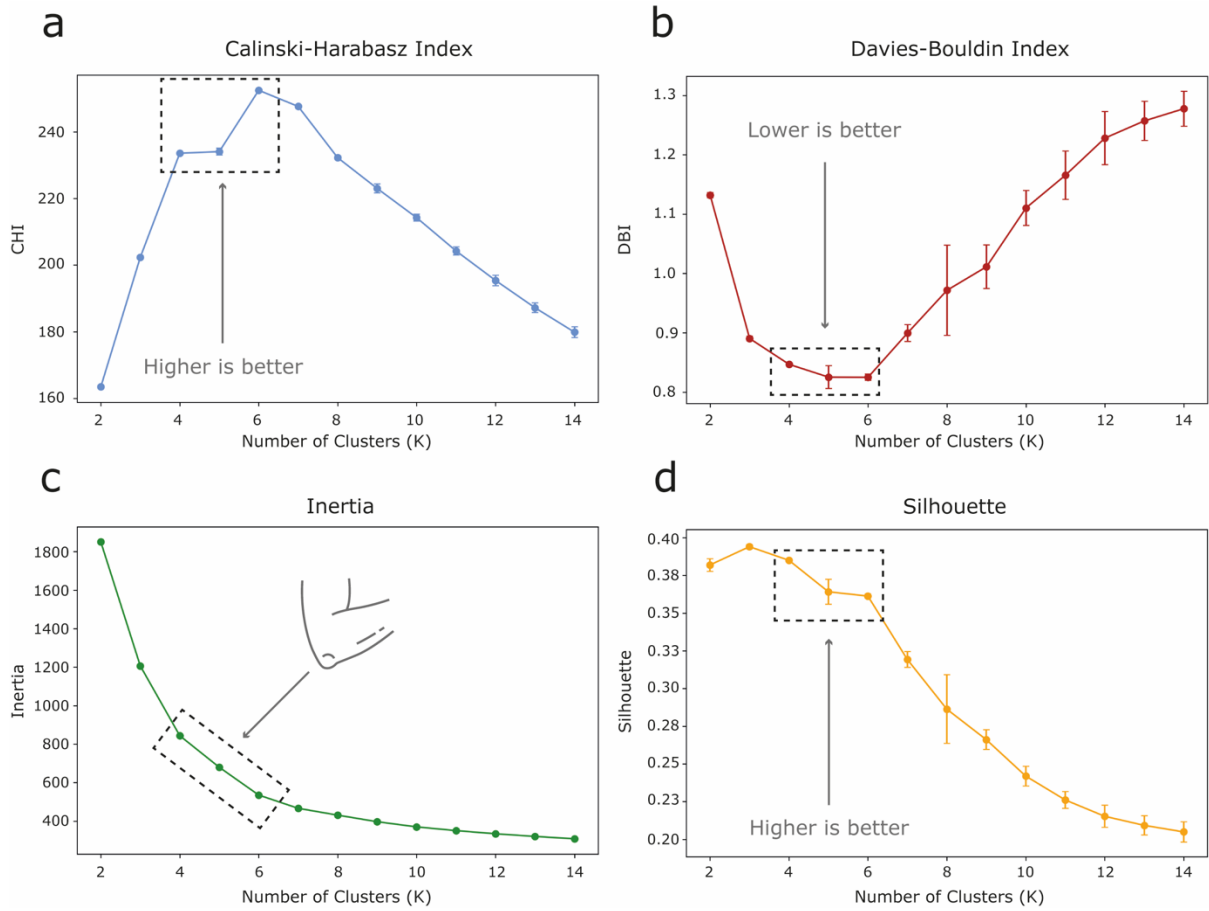 a
Calinski-Harabasz Index
CHI
240
220
200
180
160
Higher is better
2 4 6 8 10 12 14
Number of Clusters (K)
b
Davies-Bouldin Index
DBI
1.3
1.2
1.1
1.0
0.9
0.8
Lower is better
2 4 6 8 10 12 14
Number of Clusters (K)
c
Inertia
Inertia
1800
1600
1400
1200
1000
800
600
400
2 4 6 8 10 12 14
Number of Clusters (K)
d
Silhouette
Silhouette
0.40
0.38
0.35
0.33
0.30
0.28
0.25
0.23
0.20
Higher is better
2 4 6 8 10 12 14
Number of Clusters (K)